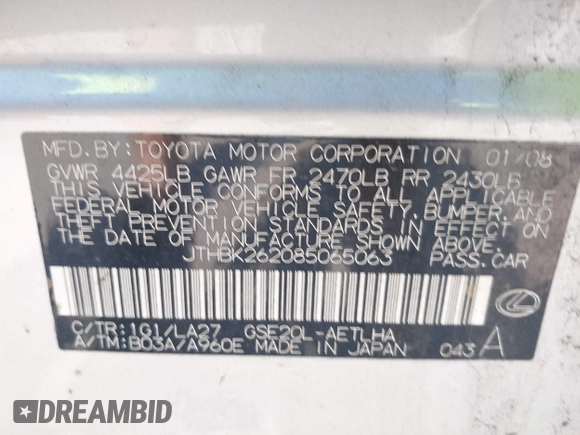 MFD.BY:TOYOTA MOTOR CORPORATION 01/08
GVWR 4425LB GAWR FR 2470LB RR 2430LB
THIS VEHICLE CONFORMS TO ALL APPLICABLE
FEDERAL MOTOR VEHICLE SAFETY, BUMPER, AND
THEFT PREVENTION STANDARDS IN EFFECT ON
THE DATE OF MANUFACTURE SHOWN ABOVE.
JTHBK262085065063 PASS.CAR
C/TR:1G1/LA27 GSE20L-AETLHA
A/TM:B03A/A960E MADE IN JAPAN 043 A
DREAMBID